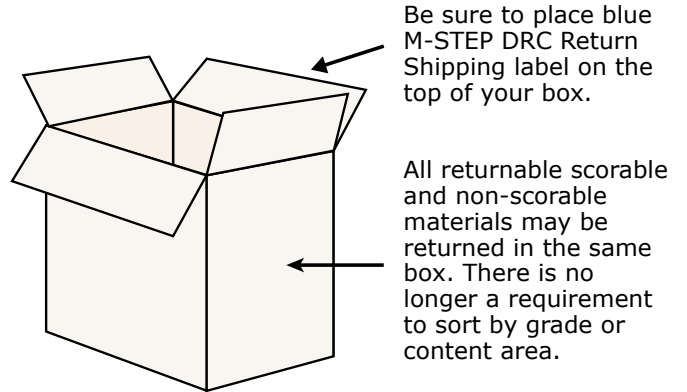 Be sure to place blue
M-STEP DRC Return
Shipping label on the
top of your box.
All returnable scorable
and non-scorable
materials may be
returned in the same
box. There is no
longer a requirement
to sort by grade or
content area.